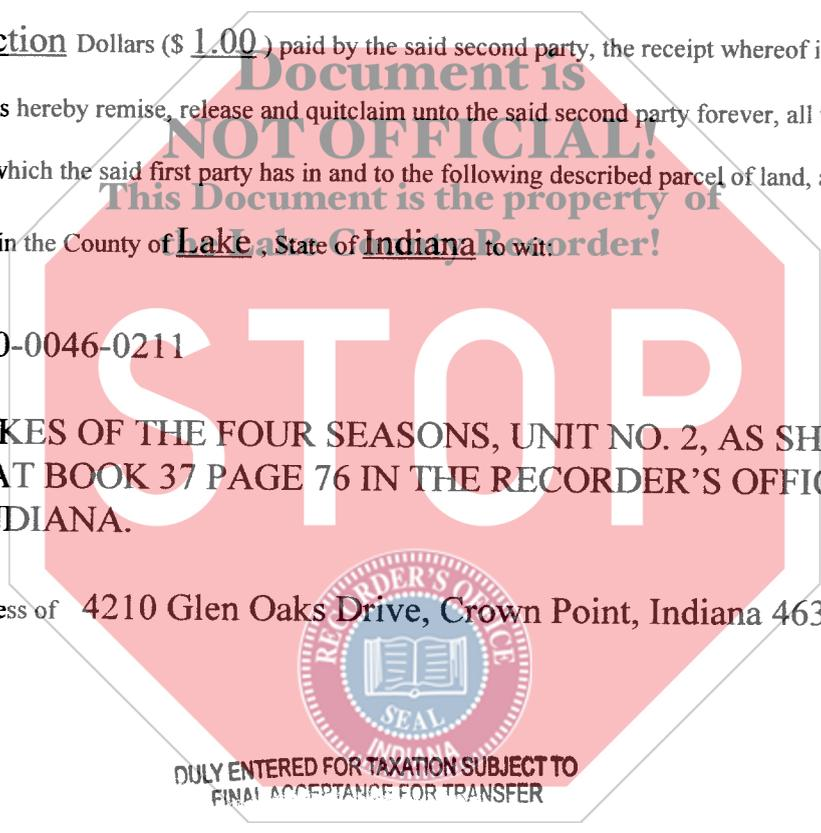 ction Dollars ($ 1.00 ) paid by the said second party, the receipt whereof i
Document is
s hereby remise, release and quitclaim unto the said second party forever, all
NOT OFFICIAL!
which the said first party has in and to the following described parcel of land, a
This Document is the property of
the Lake County Recorder!
in the County of Lake , State of Indiana to wit:
STOP
0-0046-0211
KES OF THE FOUR SEASONS, UNIT NO. 2, AS SH
AT BOOK 37 PAGE 76 IN THE RECORDER'S OFFIC
NDIANA.
ess of 4210 Glen Oaks Drive, Crown Point, Indiana 463
RECORDER'S OFFICE
SEAL
INDIANA
DULY ENTERED FOR TAXATION SUBJECT TO
FINAL ACCEPTANCE FOR TRANSFER